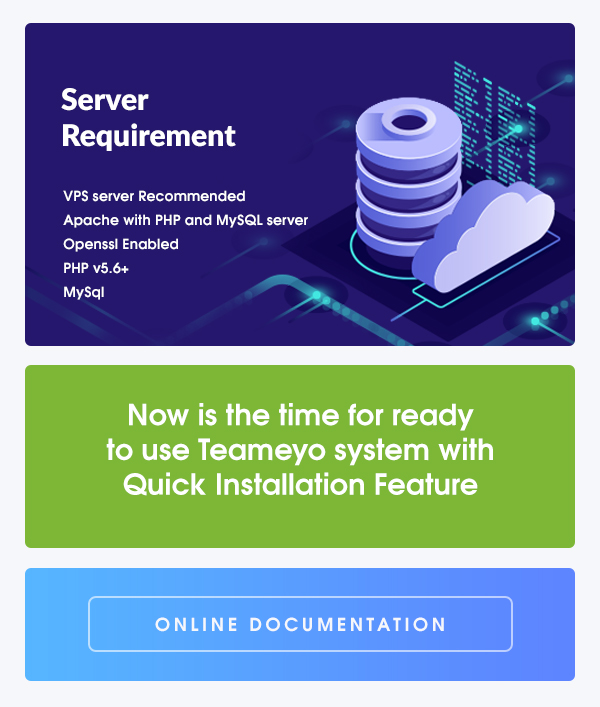 Server
Requirement
VPS server Recommended
Apache with PHP and MySQL server
Openssl Enabled
PHP v5.6+
MySql
Now is the time for ready
to use Teameyo system with
Quick Installation Feature
ONLINE DOCUMENTATION